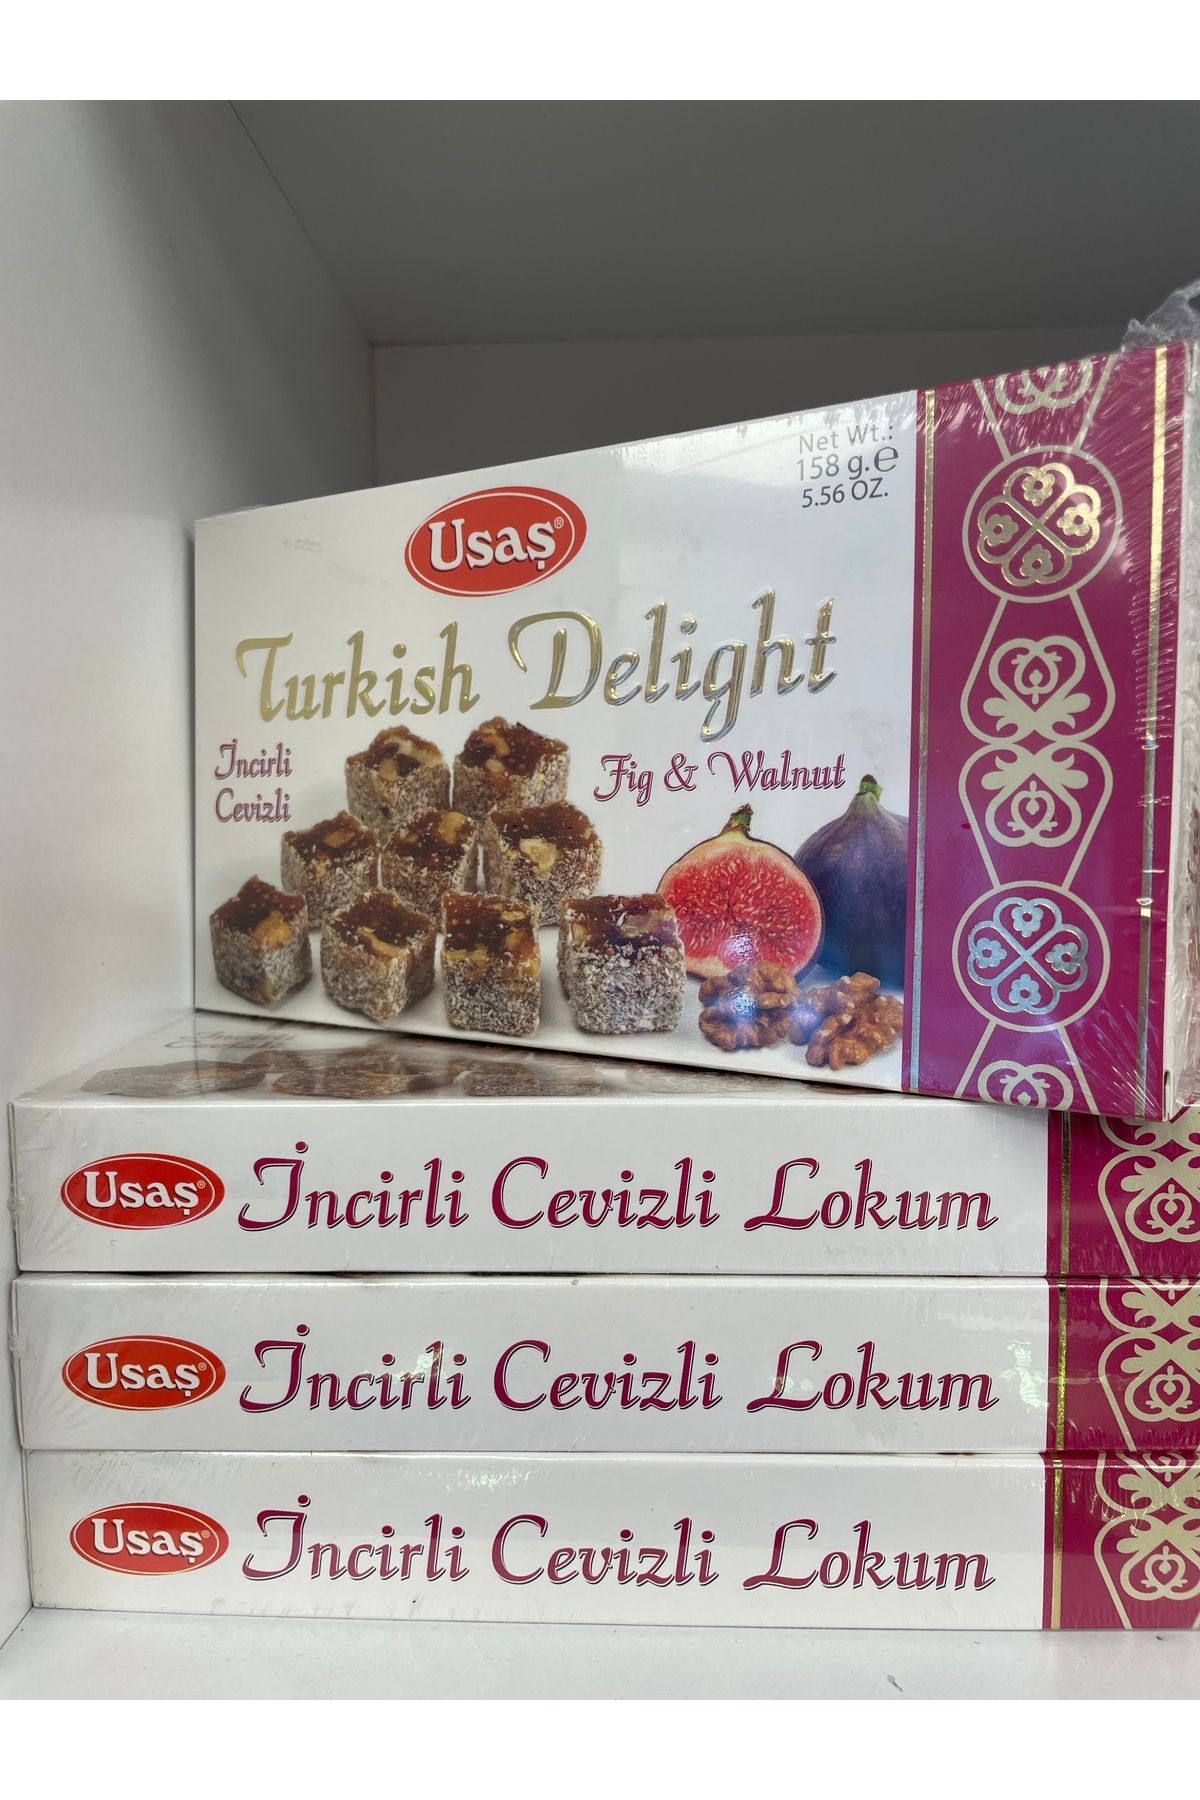 Net Wt.:
158 g.e
5.56 OZ.
Usaş®
Turkish Delight
İncirli
Cevizli
Fig & Walnut
Usaş® İncirli Cevizli Lokum
Usaş® İncirli Cevizli Lokum
Usaş® İncirli Cevizli Lokum